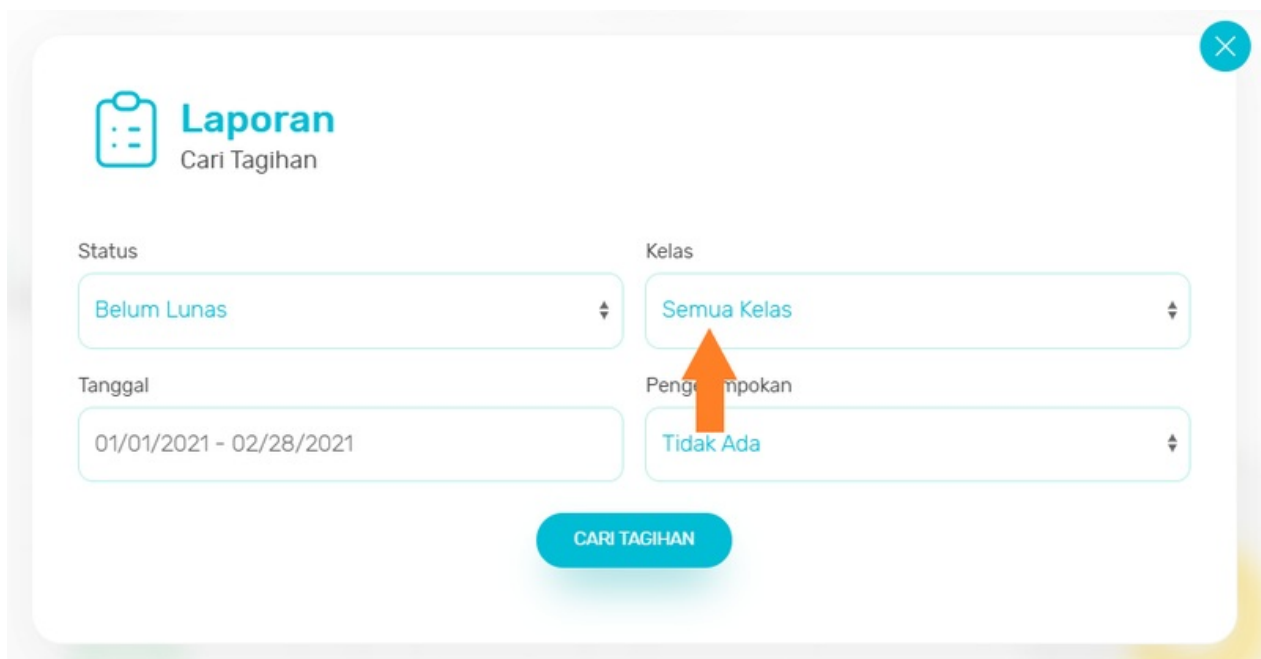 Laporan
Cari Tagihan
Status
Kelas
Belum Lunas
Semua Kelas
Tanggal
01/01/2021 - 02/28/2021
Tidak Ada
CARI TAGIHAN